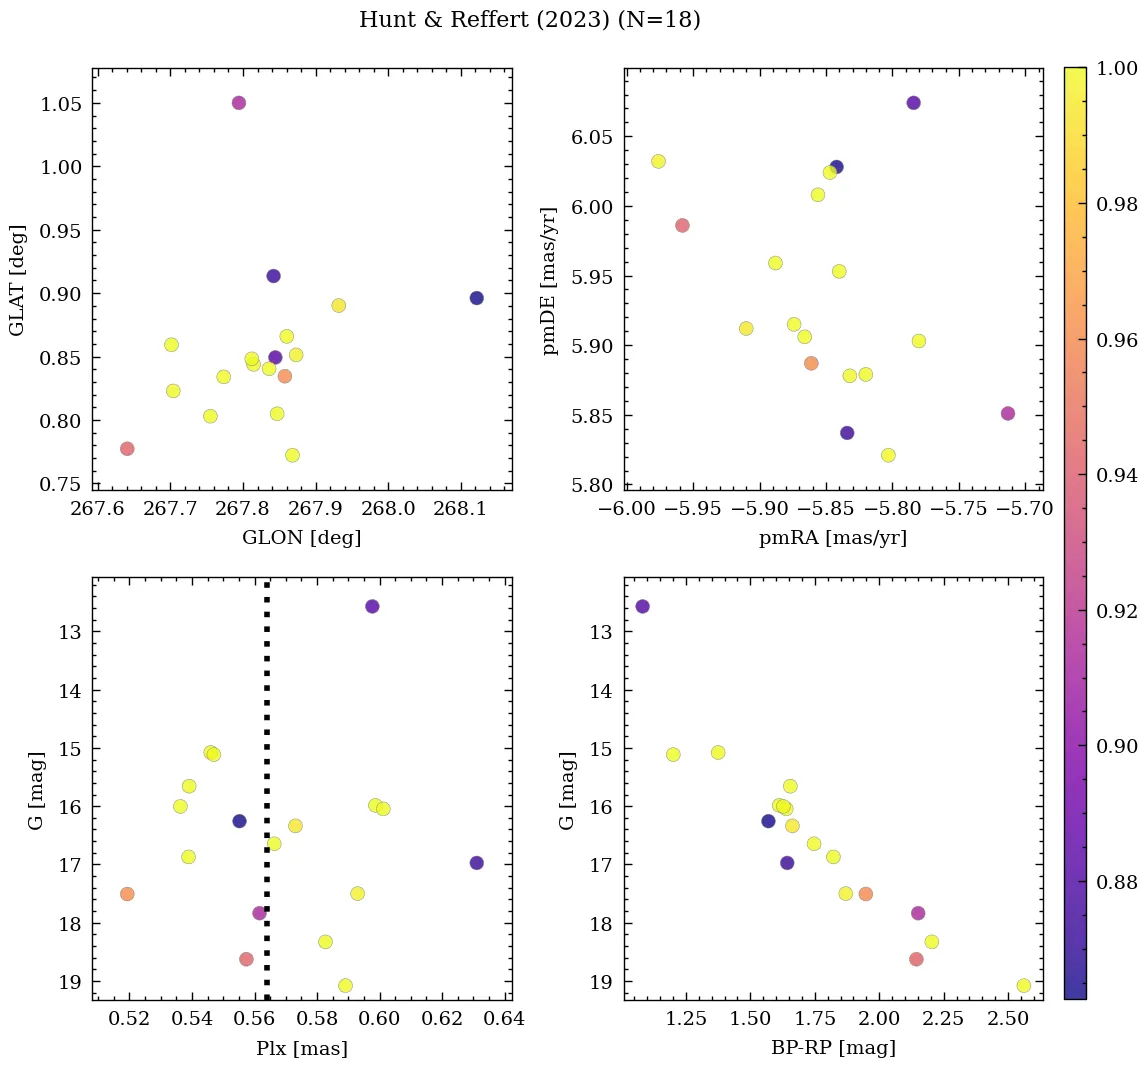 Hunt & Reffert (2023) (N=18)
GLAT [deg]
1.05
1.00
0.95
0.90
0.85
0.80
0.75
267.6 267.7 267.8 267.9 268.0 268.1
GLON [deg]
pmDE [mas/yr]
6.05
6.00
5.95
5.90
5.85
5.80
−6.00 −5.95 −5.90 −5.85 −5.80 −5.75 −5.70
pmRA [mas/yr]
1.00
0.98
0.96
0.94
0.92
0.90
0.88
G [mag]
13
14
15
16
17
18
19
0.52 0.54 0.56 0.58 0.60 0.62 0.64
Plx [mas]
G [mag]
13
14
15
16
17
18
19
1.25 1.50 1.75 2.00 2.25 2.50
BP-RP [mag]